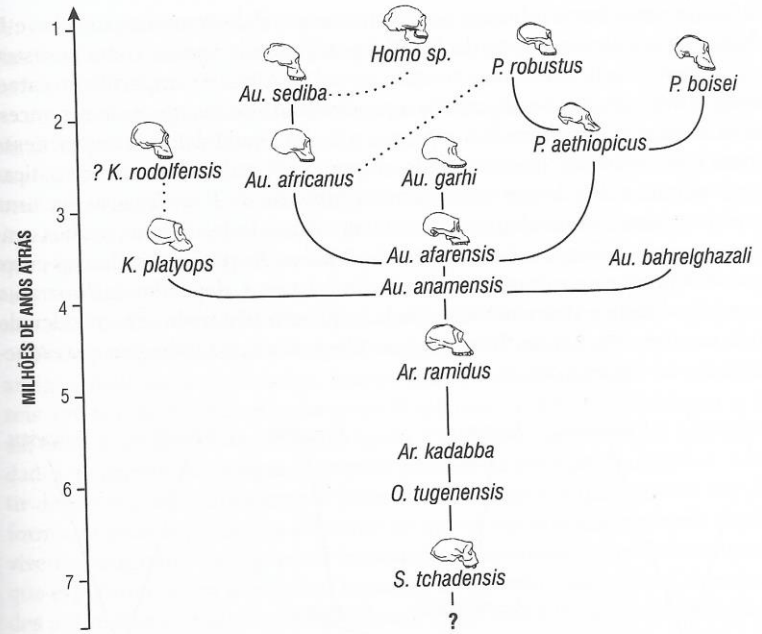 1
Homo sp.
P. robustus
Au. sediba
P. boisei
2
P. aethiopicus
? K. rodolfensis
Au. africanus
Au. garhi
3
Au. afarensis
Au. bahrelghazali
K. platyops
Au. anamensis
4
Ar. ramidus
5
Ar. kadabba
6
O. tugenensis
7
S. tchadensis
?
MILHÕES DE ANOS ATRÁS